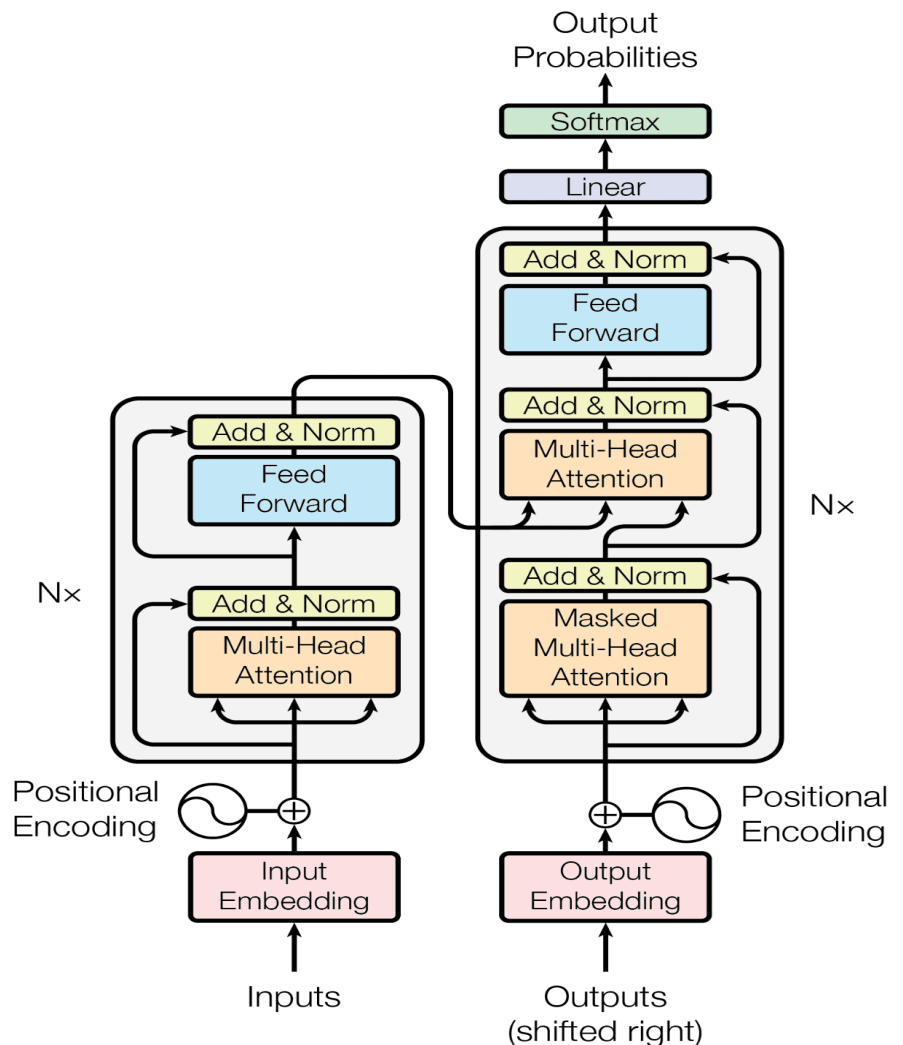 Output
Probabilities
Softmax
Linear
Add & Norm
Feed
Forward
Add & Norm
Multi-Head
Attention
Nx
Add & Norm
Masked
Multi-Head
Attention
Add & Norm
Feed
Forward
Nx
Add & Norm
Multi-Head
Attention
Positional
Encoding
Positional
Encoding
Input
Embedding
Output
Embedding
Inputs
Outputs
(shifted right)